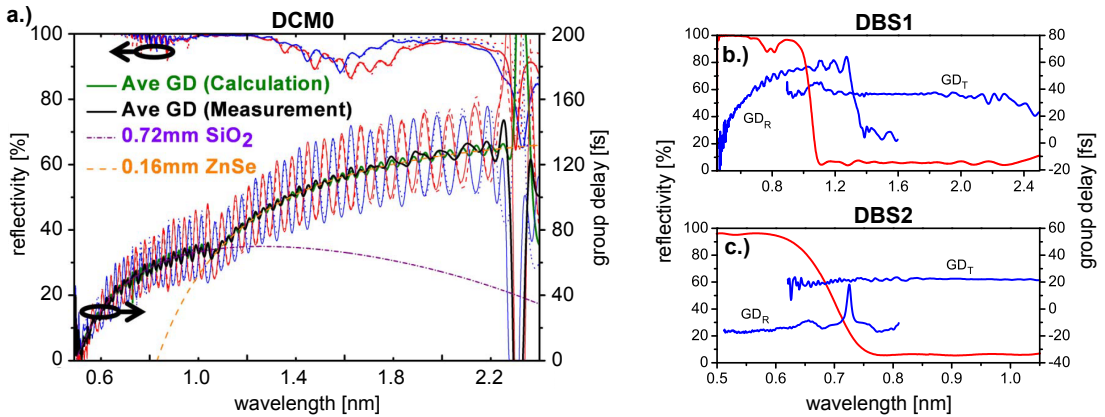 a.)
DCM0
100
80
60
40
20
0
reflectivity [%]
200
160
120
80
40
0
group delay [fs]
Ave GD (Calculation)
Ave GD (Measurement)
0.72mm SiO2
0.16mm ZnSe
0.6 1.0 1.4 1.8 2.2
wavelength [nm]
DBS1
b.)
100
80
60
40
20
0
reflectivity [%]
80
60
40
20
0
-20
group delay [fs]
GDR
GDT
0.8 1.2 1.6 2.0 2.4
DBS2
c.)
100
80
60
40
20
0
60
40
20
0
-20
-40
GDT
GDR
0.5 0.6 0.7 0.8 0.9 1.0
wavelength [nm]